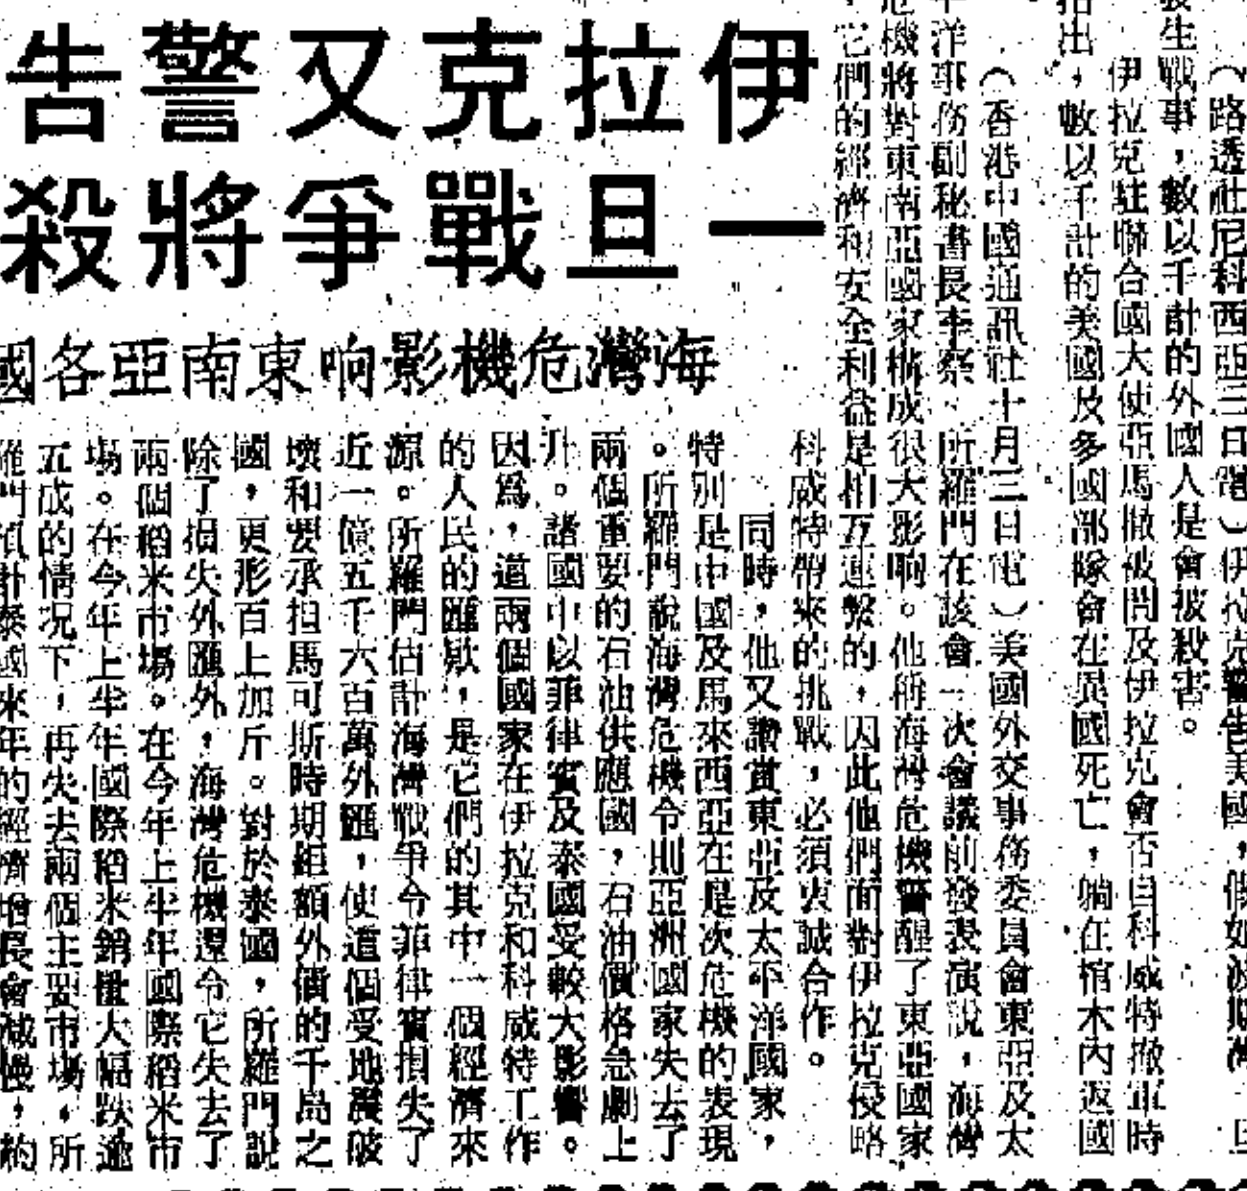 伊拉克又警告
一旦戰爭將殺
海灣危機影响東南亞各國
（路透社尼科西亞三日電）伊拉克警告美國，假如波斯灣一旦
發生戰事，數以千計的外國人是會被殺害。
伊拉克駐聯合國大使亞馬撒被問及伊拉克會否自科威特撤軍時
指出，數以千計的美國及多國部隊會在異國死亡，躺在棺木內返國
（香港中國通訊社十月三日電）美國外交事務委員會東亞及太
平洋事務副秘書長李察·所羅門在該會一次會議前發表演說，海灣
危機將對東南亞國家構成很大影响。他稱海灣危機警醒了東亞國家
，它們的經濟和安全利益是相互連繫的，因此他們面對伊拉克侵略
科威特帶來的挑戰，必須衷誠合作。
同時，他又讚賞東亞及太平洋國家，
特別是中國及馬來西亞在是次危機的表現
。所羅門說海灣危機令則亞洲國家失去了
兩個重要的石油供應國，石油價格急劇上
升。諸國中以菲律賓及泰國受較大影響。
因爲，這兩個國家在伊拉克和科威特工作
的人民的匯欵，是它們的其中一個經濟來
源。所羅門估計海灣戰爭令菲律賓損失了
近一億五千六百萬外匯，使這個受地震破
壞和要承担馬可斯時期鉅額外債的千島之
國，更形百上加斤。對於泰國，所羅門說
除了損失外匯外，海灣危機還令它失去了
兩個稻米市場。在今年上半年國際稻米市
場。在今年上半年國際稻米銷量大幅跌逾
五成的情况下，再失去兩個主要市場，所
羅門預計泰國來年的經濟增長會減慢，約